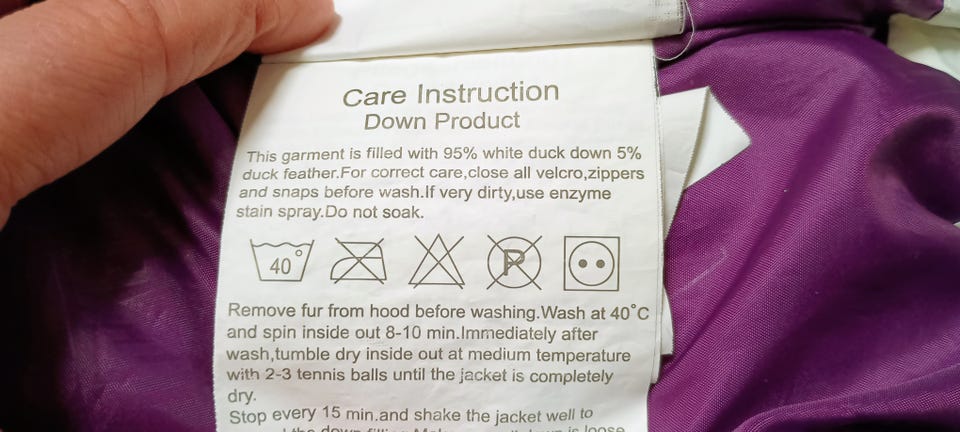 Care Instruction
Down Product
This garment is filled with 95% white duck down 5%
duck feather.For correct care,close all velcro,zippers
and snaps before wash.If very dirty,use enzyme
stain spray.Do not soak.
40° P
Remove fur from hood before washing.Wash at 40°C
and spin inside out 8-10 min.Immediately after
wash,tumble dry inside out at medium temperature
with 2-3 tennis balls until the jacket is completely
dry.
Stop every 15 min.and shake the jacket well to
the down is loose